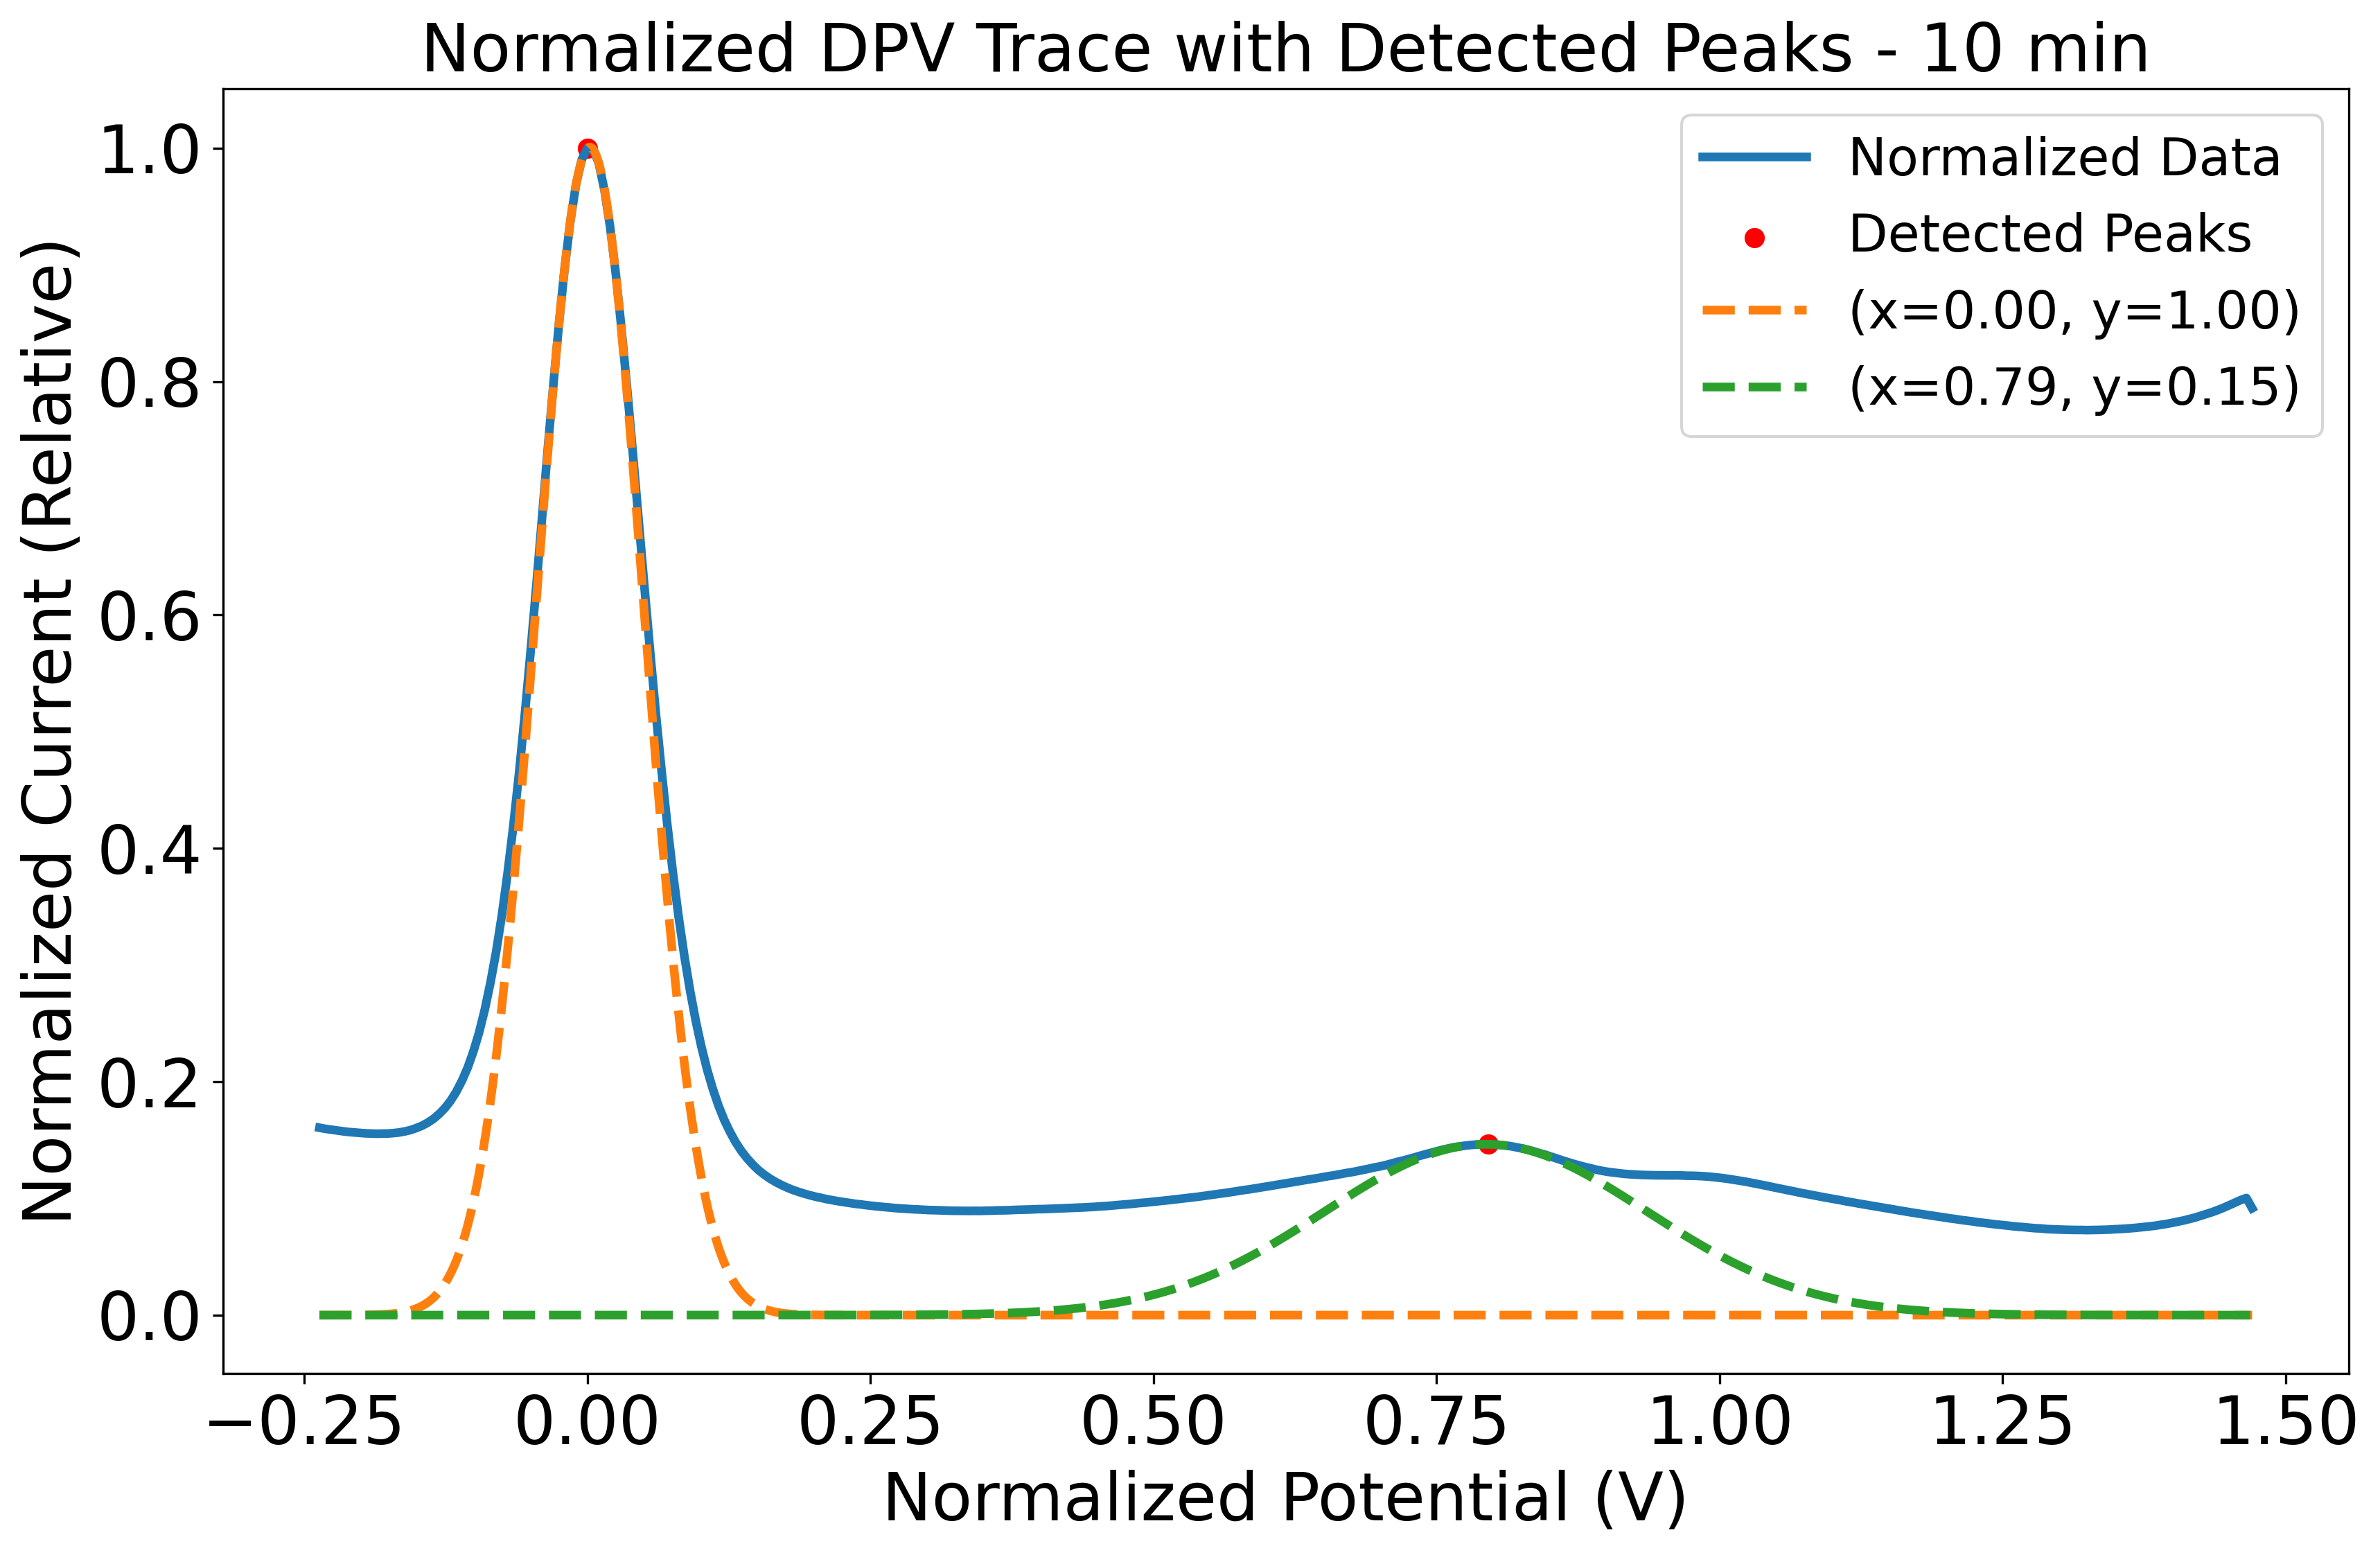 Normalized DPV Trace with Detected Peaks - 10 min
Normalized Current (Relative)
1.0
0.8
0.6
0.4
0.2
0.0
Normalized Data
Detected Peaks
(x=0.00, y=1.00)
(x=0.79, y=0.15)
−0.25 0.00 0.25 0.50 0.75 1.00 1.25 1.50
Normalized Potential (V)